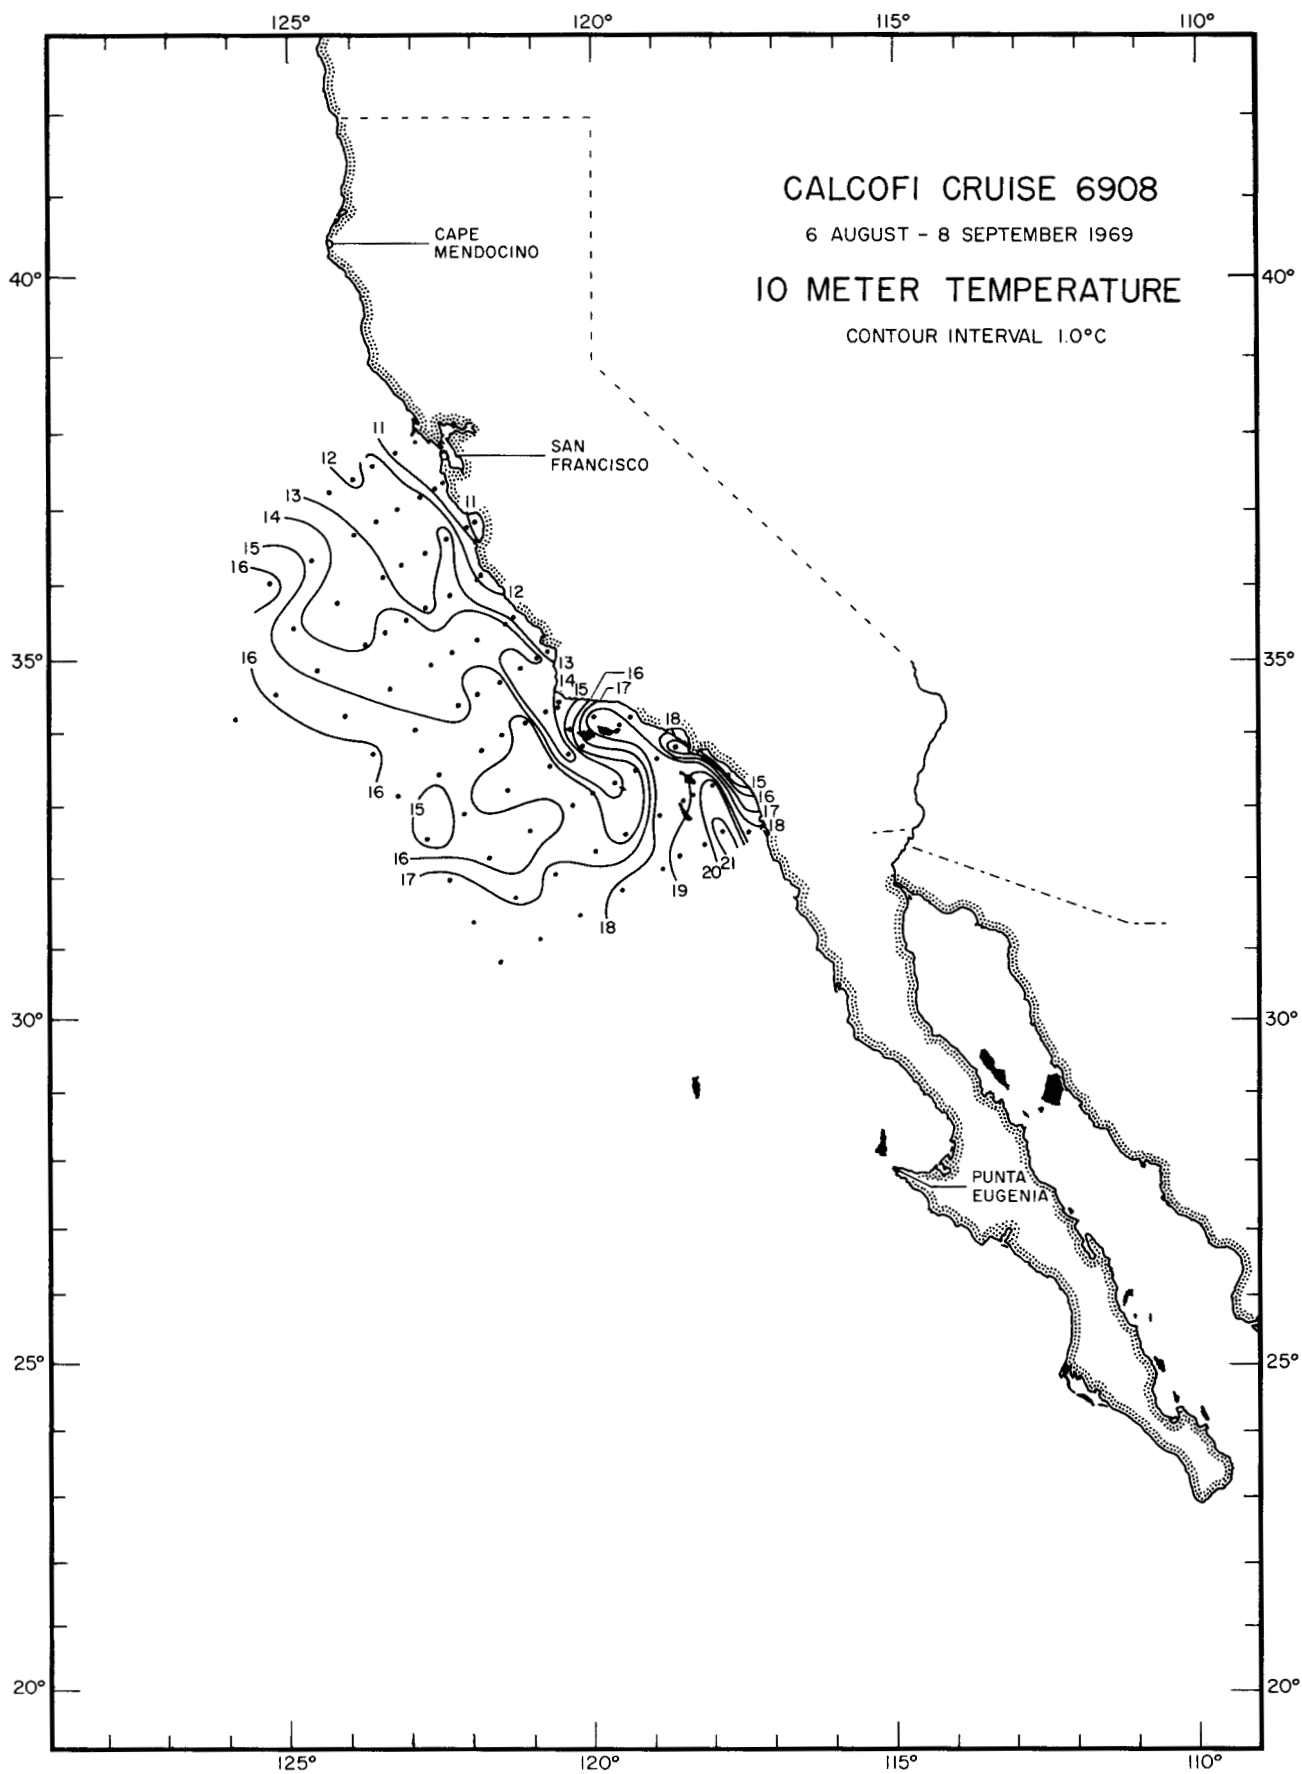 125° 120° 115° 110°
CALCOFI CRUISE 6908
6 AUGUST - 8 SEPTEMBER 1969
CAPE
MENDOCINO
40° 40°
10 METER TEMPERATURE
CONTOUR INTERVAL 1.0°C
11
SAN
FRANCISCO
12
13
11
14
15
16
12
35° 35°
16
13
16
14
15
17
18
15
16
16
15
17
18
16
21
20
17
19
18
30° 30°
PUNTA
EUGENIA
25° 25°
20° 20°
125° 120° 115° 110°